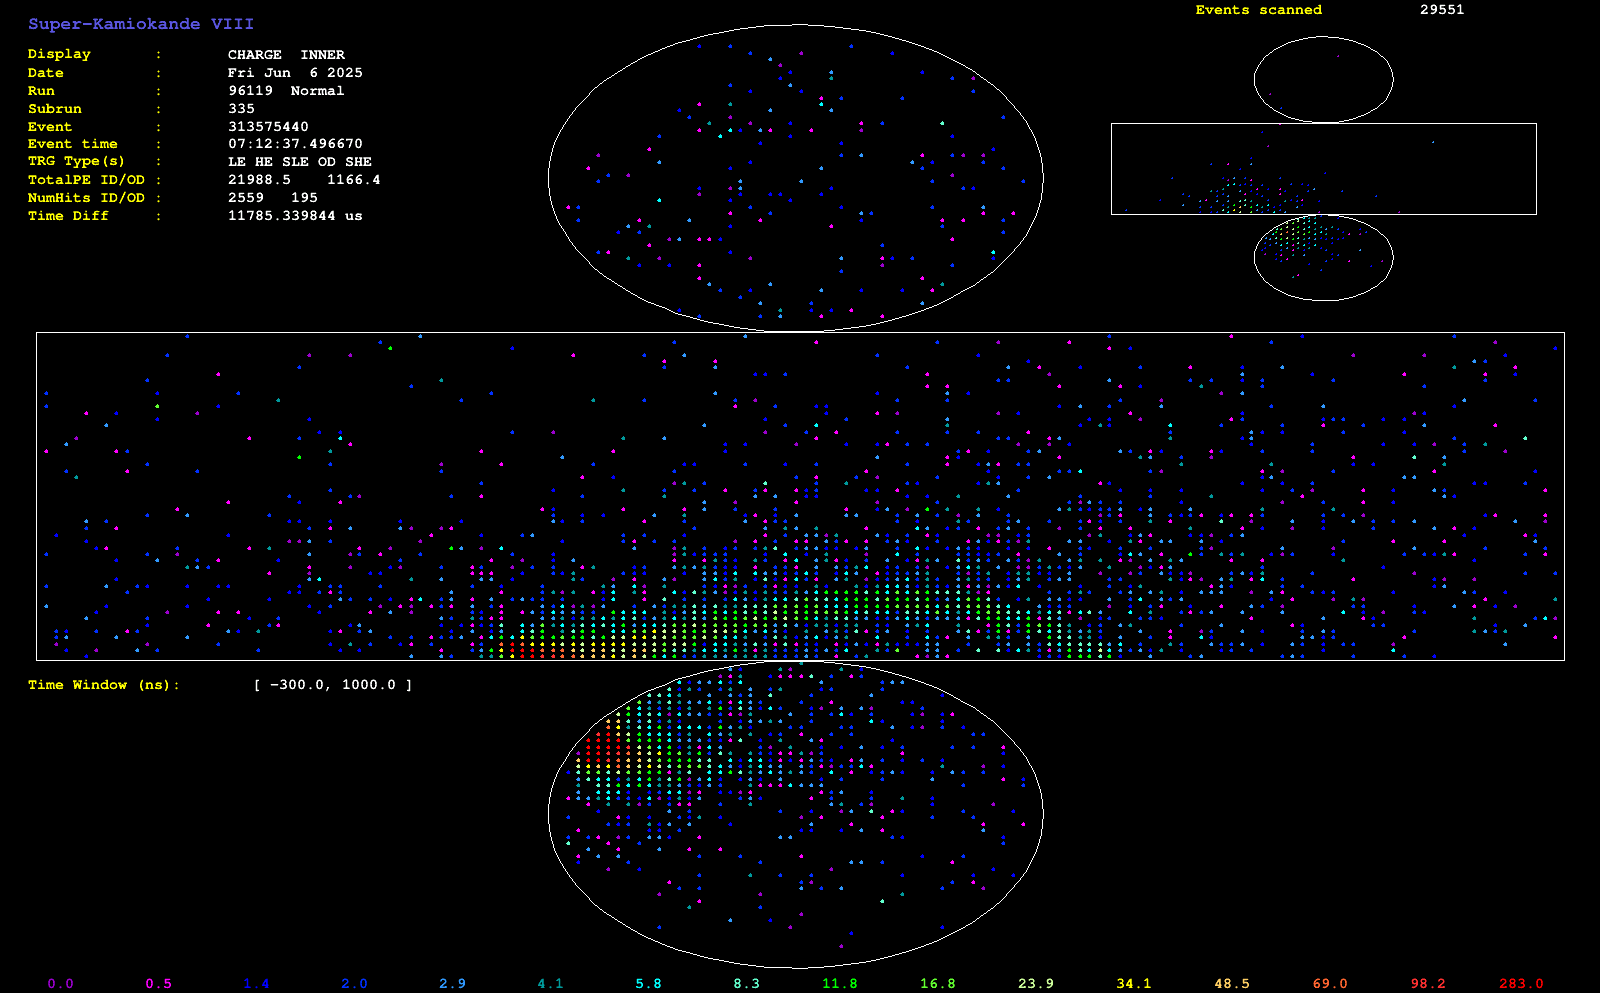 Super-Kamiokande VIII
Events scanned 29551
Display : CHARGE INNER
Date : Fri Jun 6 2025
Run : 96119 Normal
Subrun : 335
Event : 313575440
Event time : 07:12:37.496670
TRG Type(s) : LE HE SLE OD SHE
TotalPE ID/OD : 21988.5 1166.4
NumHits ID/OD : 2559 195
Time Diff : 11785.339844 us
Time Window (ns): [ -300.0, 1000.0 ]
0.0 0.5 1.4 2.0 2.9 4.1 5.8 8.3 11.8 16.8 23.9 34.1 48.5 69.0 98.2 283.0